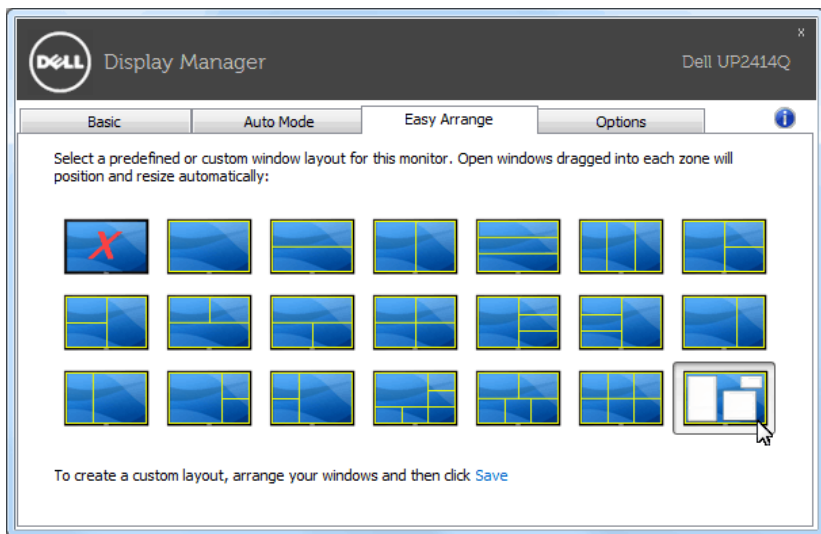 x
DELL Display Manager Dell UP2414Q
Basic Auto Mode Easy Arrange Options i
Select a predefined or custom window layout for this monitor. Open windows dragged into each zone will
position and resize automatically:
X
To create a custom layout, arrange your windows and then click Save